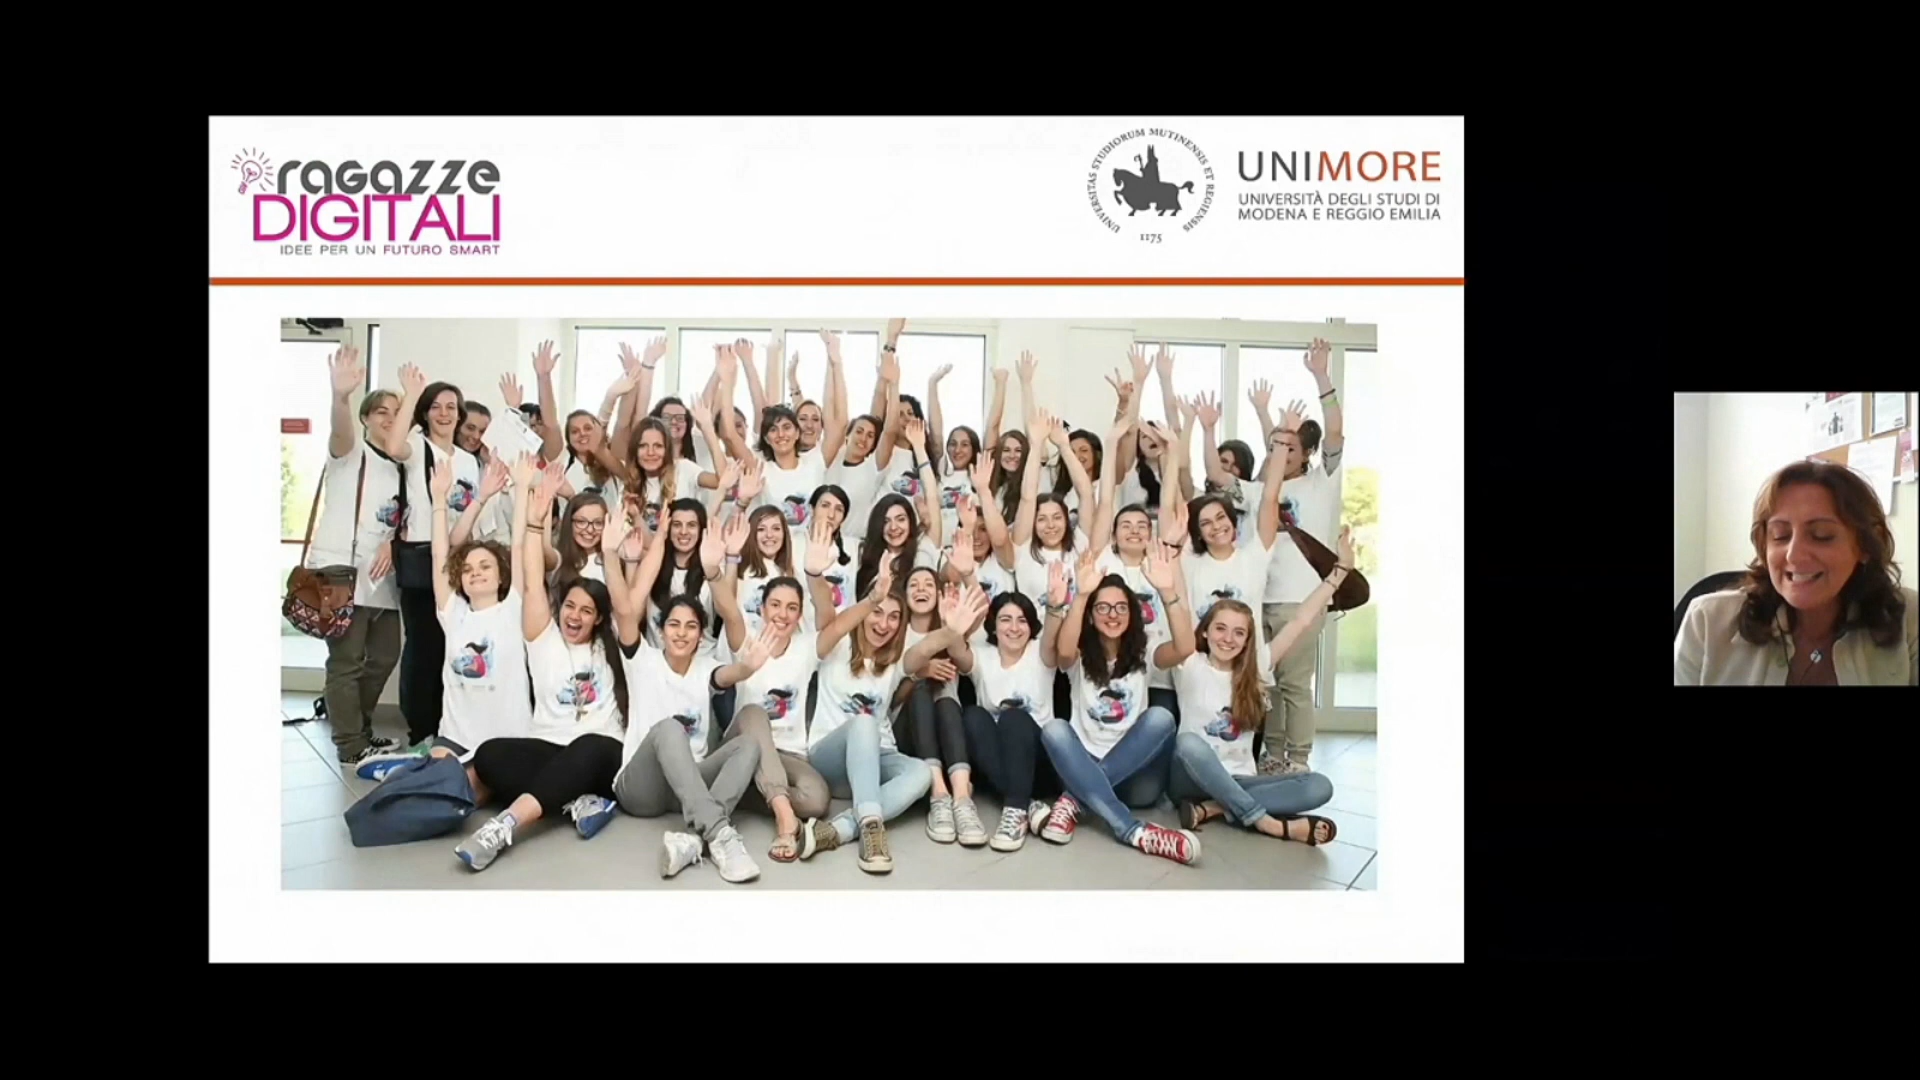 ragazze
DIGITALI
IDEE PER UN FUTURO SMART
UNIVERSITAS STUDIORUM MUTINENSIS ET REGIENSIS
1175
UNIMORE
UNIVERSITÀ DEGLI STUDI DI
MODENA E REGGIO EMILIA